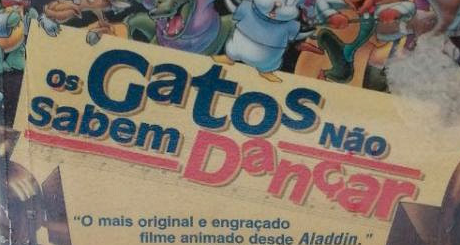 Os Gatos Não
Sabem Dançar
"O mais original e engraçado
filme animado desde Aladdin."